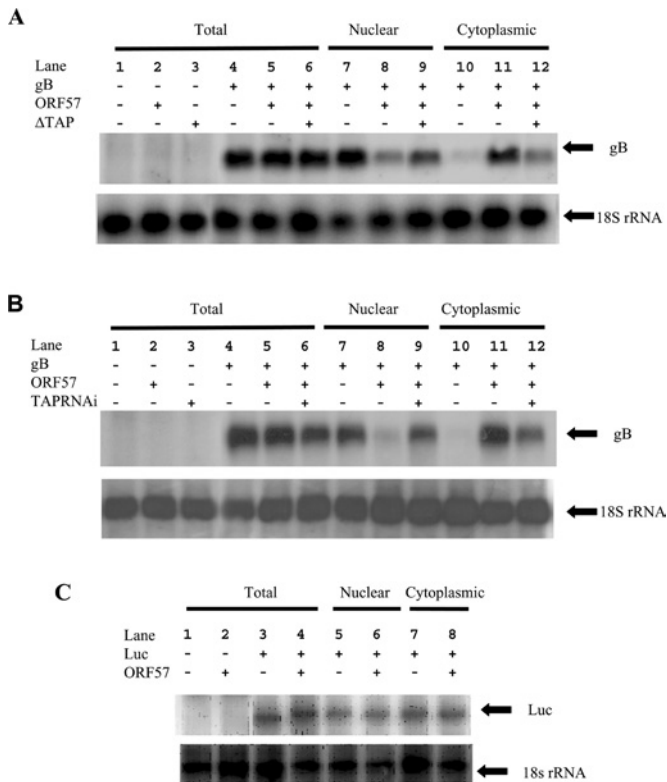 A
Total Nuclear Cytoplasmic
Lane 1 2 3 4 5 6 7 8 9 10 11 12
gB - - - + + + + + + + + +
ORF57 - + - - + + - + + - + +
ΔTAP - - + - - + - - + - - +
gB
18S rRNA
B
Total Nuclear Cytoplasmic
Lane 1 2 3 4 5 6 7 8 9 10 11 12
gB - - - + + + + + + + + +
ORF57 - + - - + + - + + - + +
TAPRNAi - - + - - + - - + - - +
gB
18S rRNA.
C
Total Nuclear Cytoplasmic
Lane 1 2 3 4 5 6 7 8
Luc - - + + + + + +
ORF57 - + - + - + - +
Luc
18s rRNA